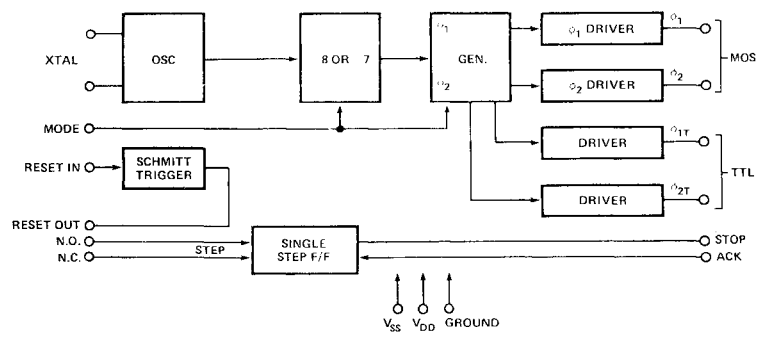 XTAL
OSC
8 OR 7
ϕ1
GEN.
ϕ2
ϕ1 DRIVER
ϕ1
ϕ2 DRIVER
ϕ2
MOS
MODE
DRIVER
ϕ1T
DRIVER
ϕ2T
TTL
RESET IN
SCHMITT
TRIGGER
RESET OUT
N.O.
N.C.
STEP
SINGLE
STEP F/F
STOP
ACK
VSS
VDD
GROUND